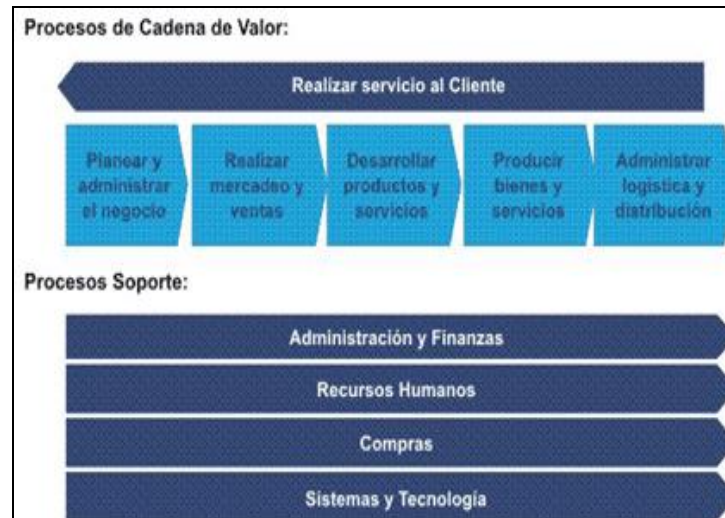 Procesos de Cadena de Valor:
Realizar servicio al Cliente
Planear y
administrar
el negocio
Realizar
mercadeo y
ventas
Desarrollar
productos y
servicios
Producir
bienes y
servicios
Administrar
logística y
distribución
Procesos Soporte:
Administración y Finanzas
Recursos Humanos
Compras
Sistemas y Tecnología